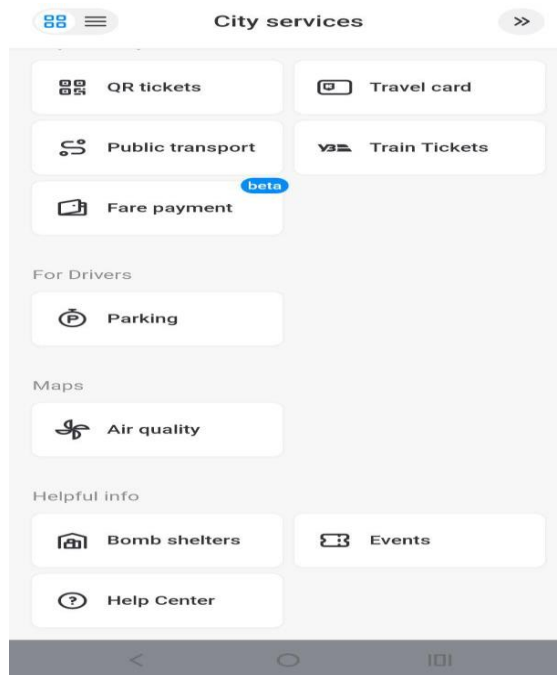 City services
QR tickets
Travel card
Public transport
УЗ Train Tickets
beta
Fare payment
For Drivers
Parking
Maps
Air quality
Helpful info
Bomb shelters
Events
Help Center